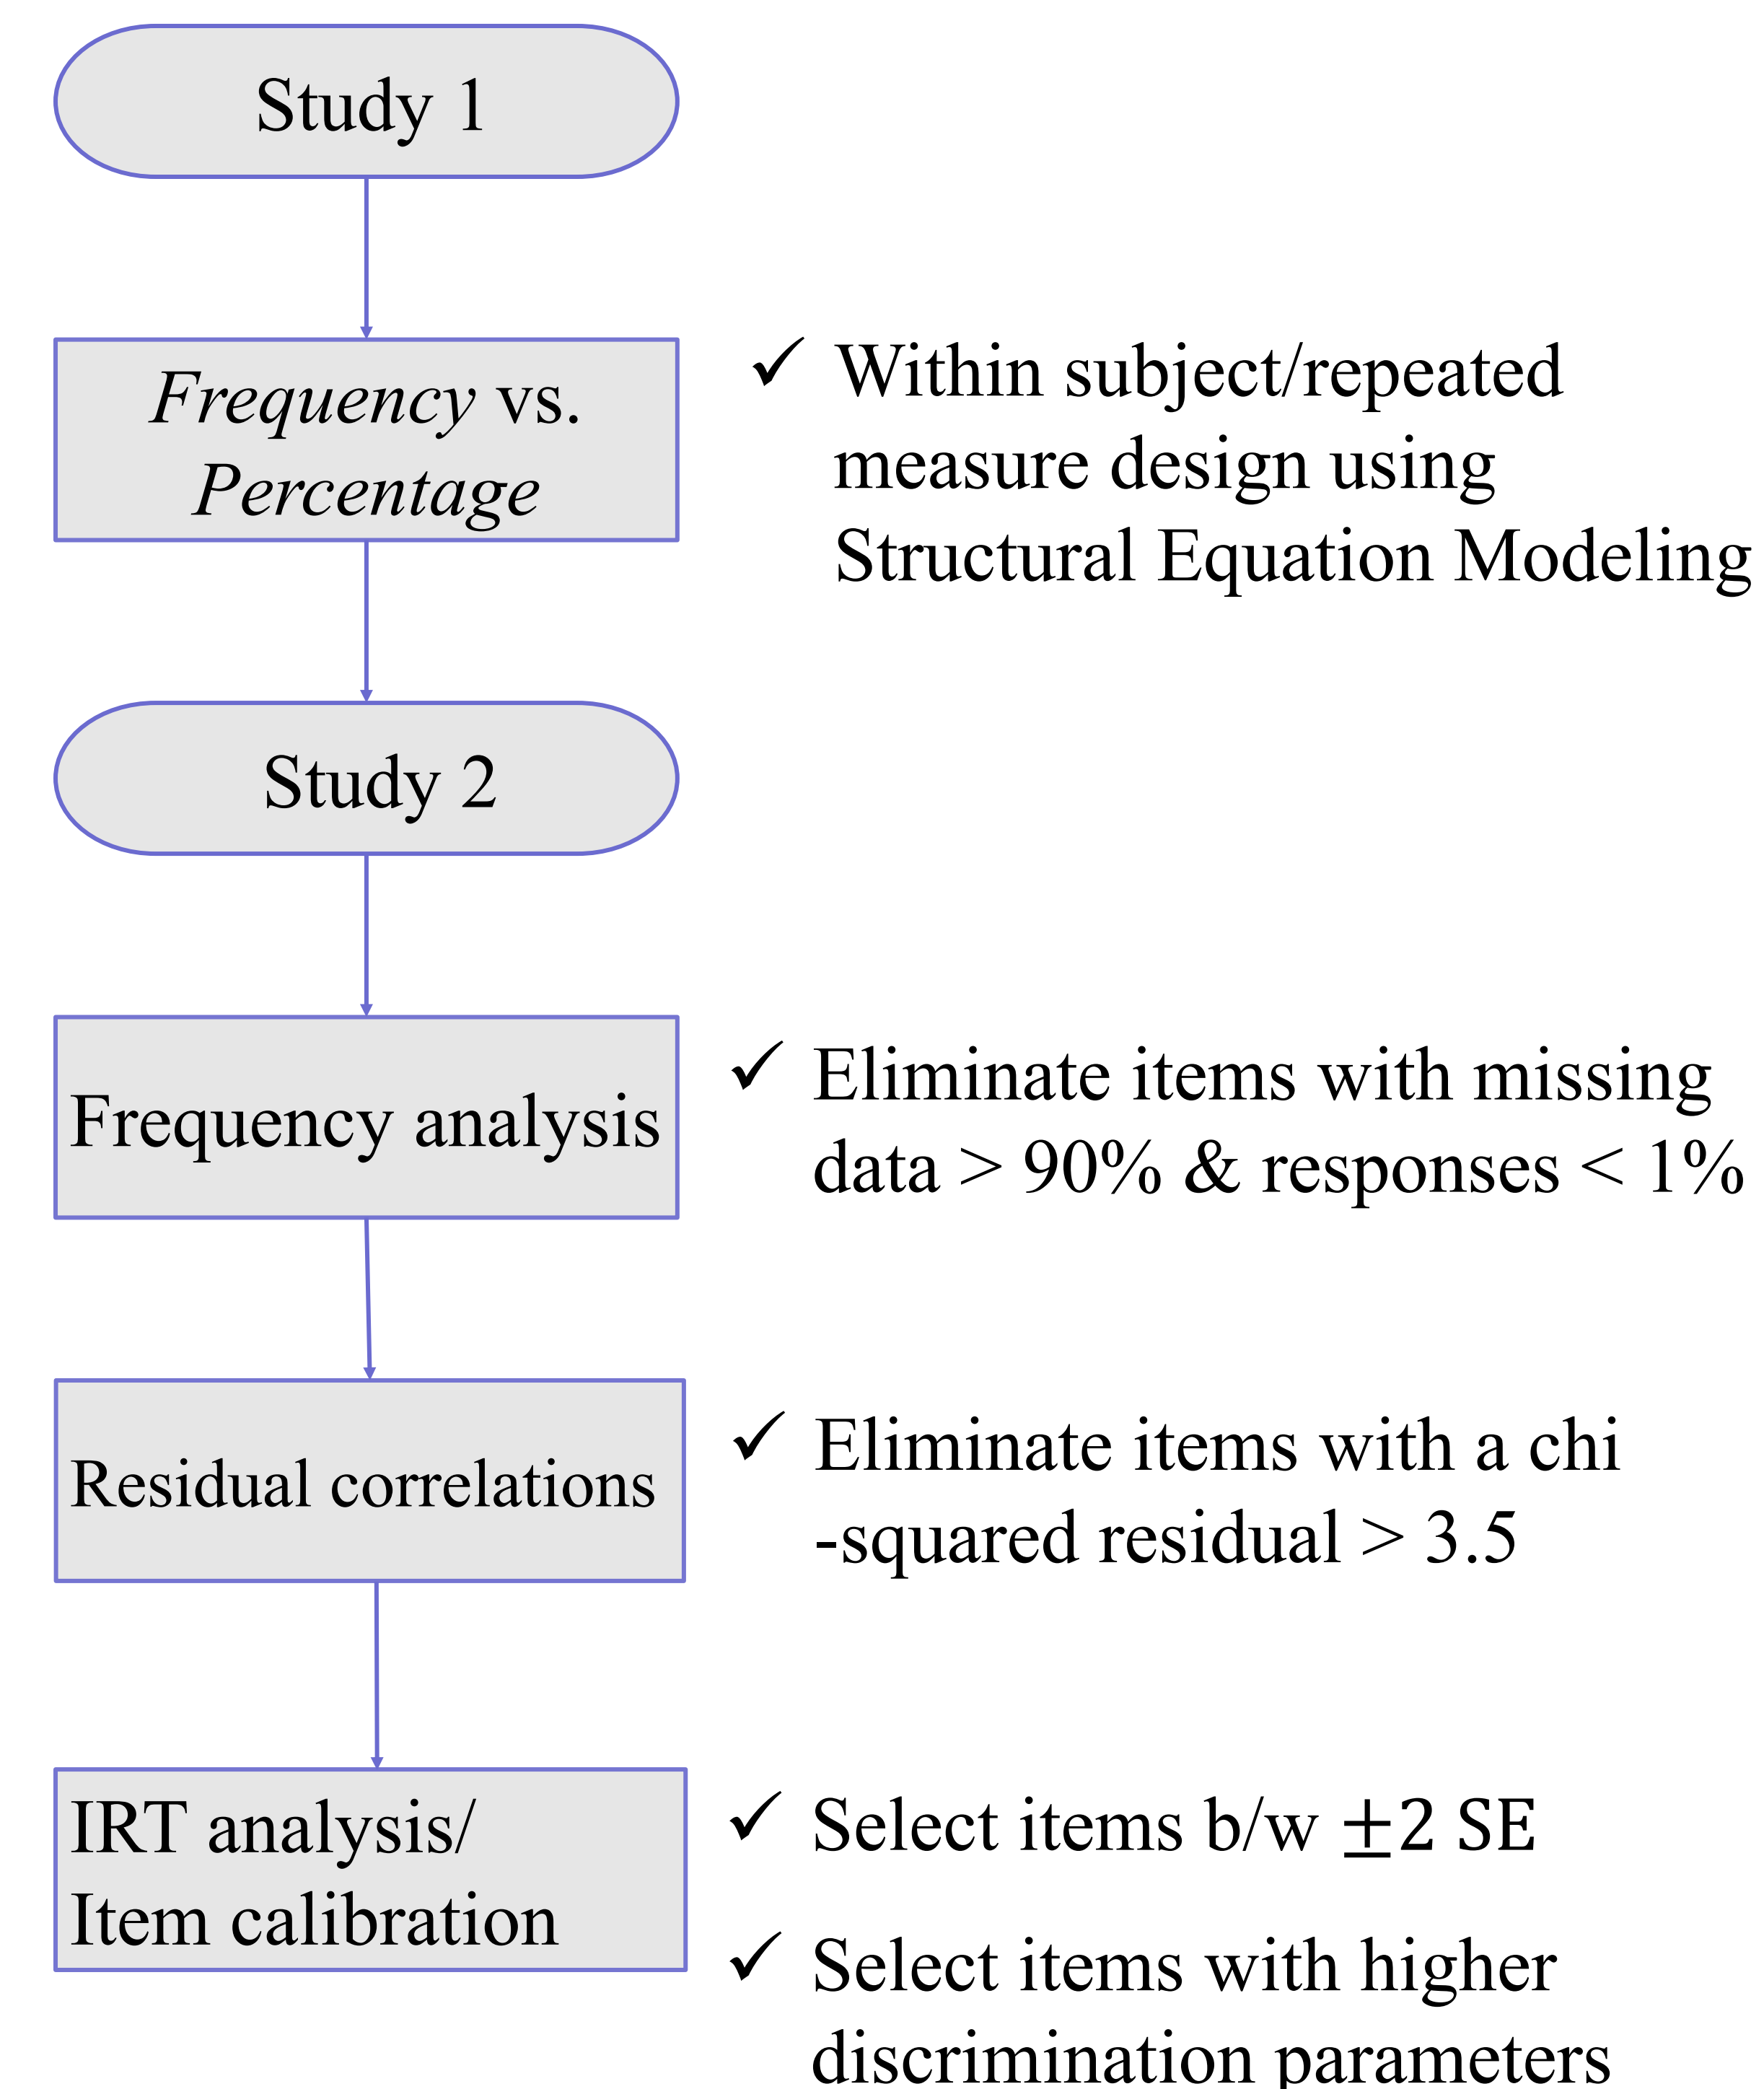 Study 1
Frequency vs.
Percentage
✓ Within subject/repeated
measure design using
Structural Equation Modeling
Study 2
Frequency analysis
✓ Eliminate items with missing
data > 90% & responses < 1%
Residual correlations
✓ Eliminate items with a chi
-squared residual > 3.5
IRT analysis/
Item calibration
✓ Select items b/w ±2 SE
✓ Select items with higher
discrimination parameters